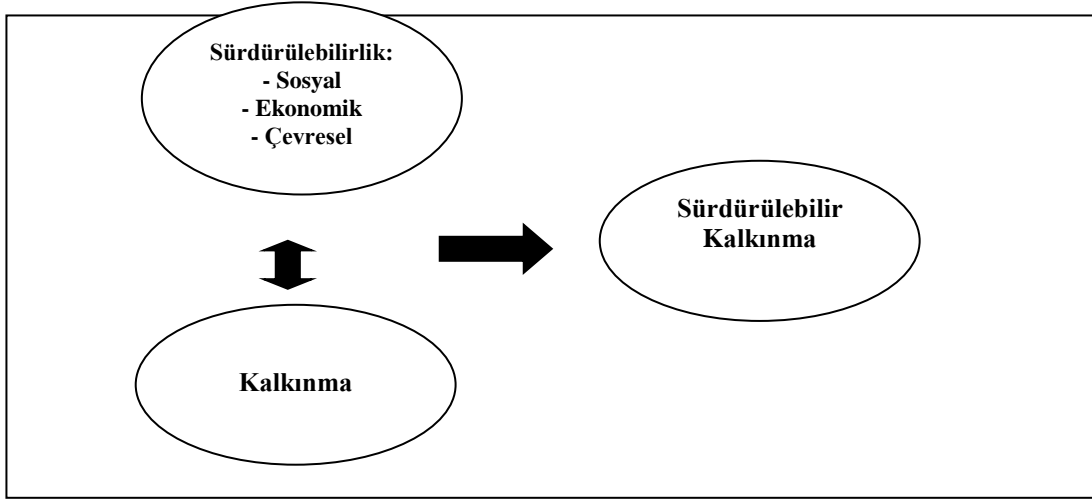 Sürdürülebilirlik:
- Sosyal
- Ekonomik
- Çevresel
Sürdürülebilir
Kalkınma
Kalkınma